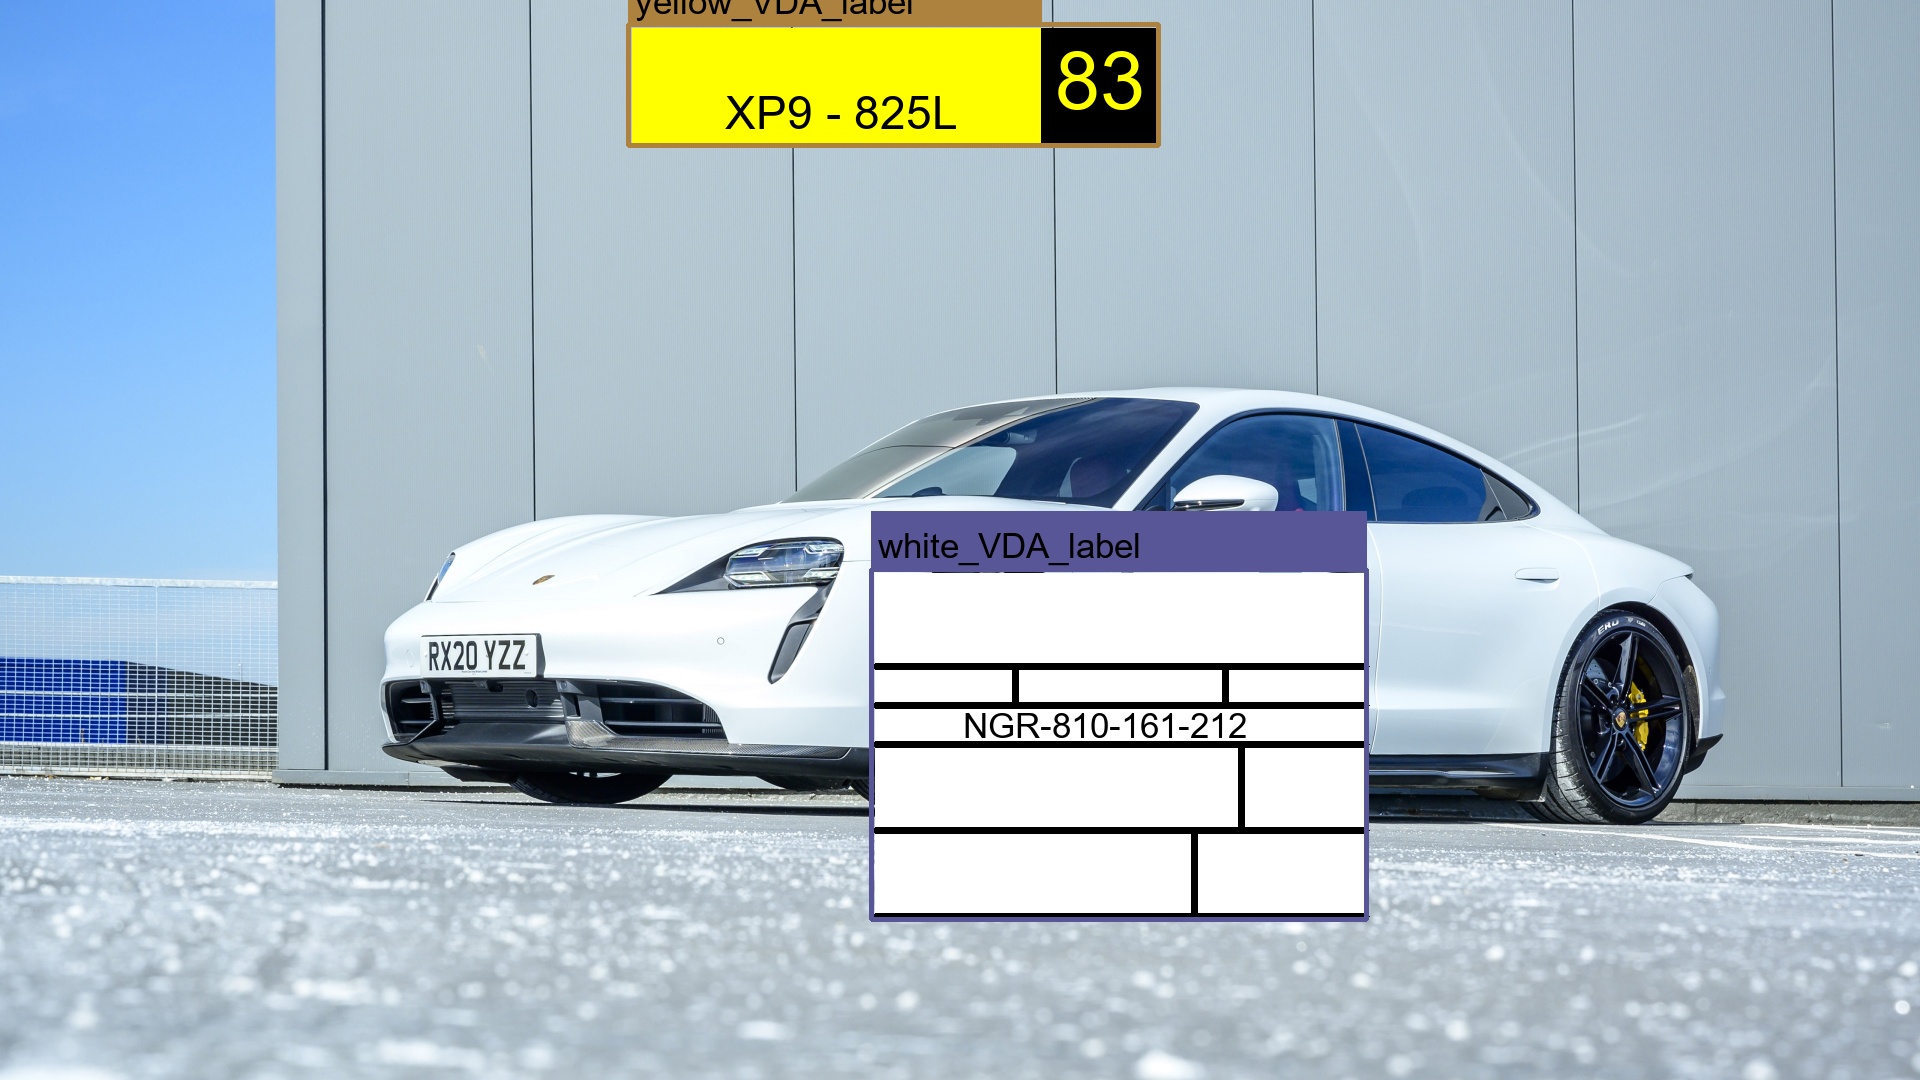 yellow_VDA_label
XP9 - 825L
83
white_VDA_label
RX20 YZZ
NGR-810-161-212